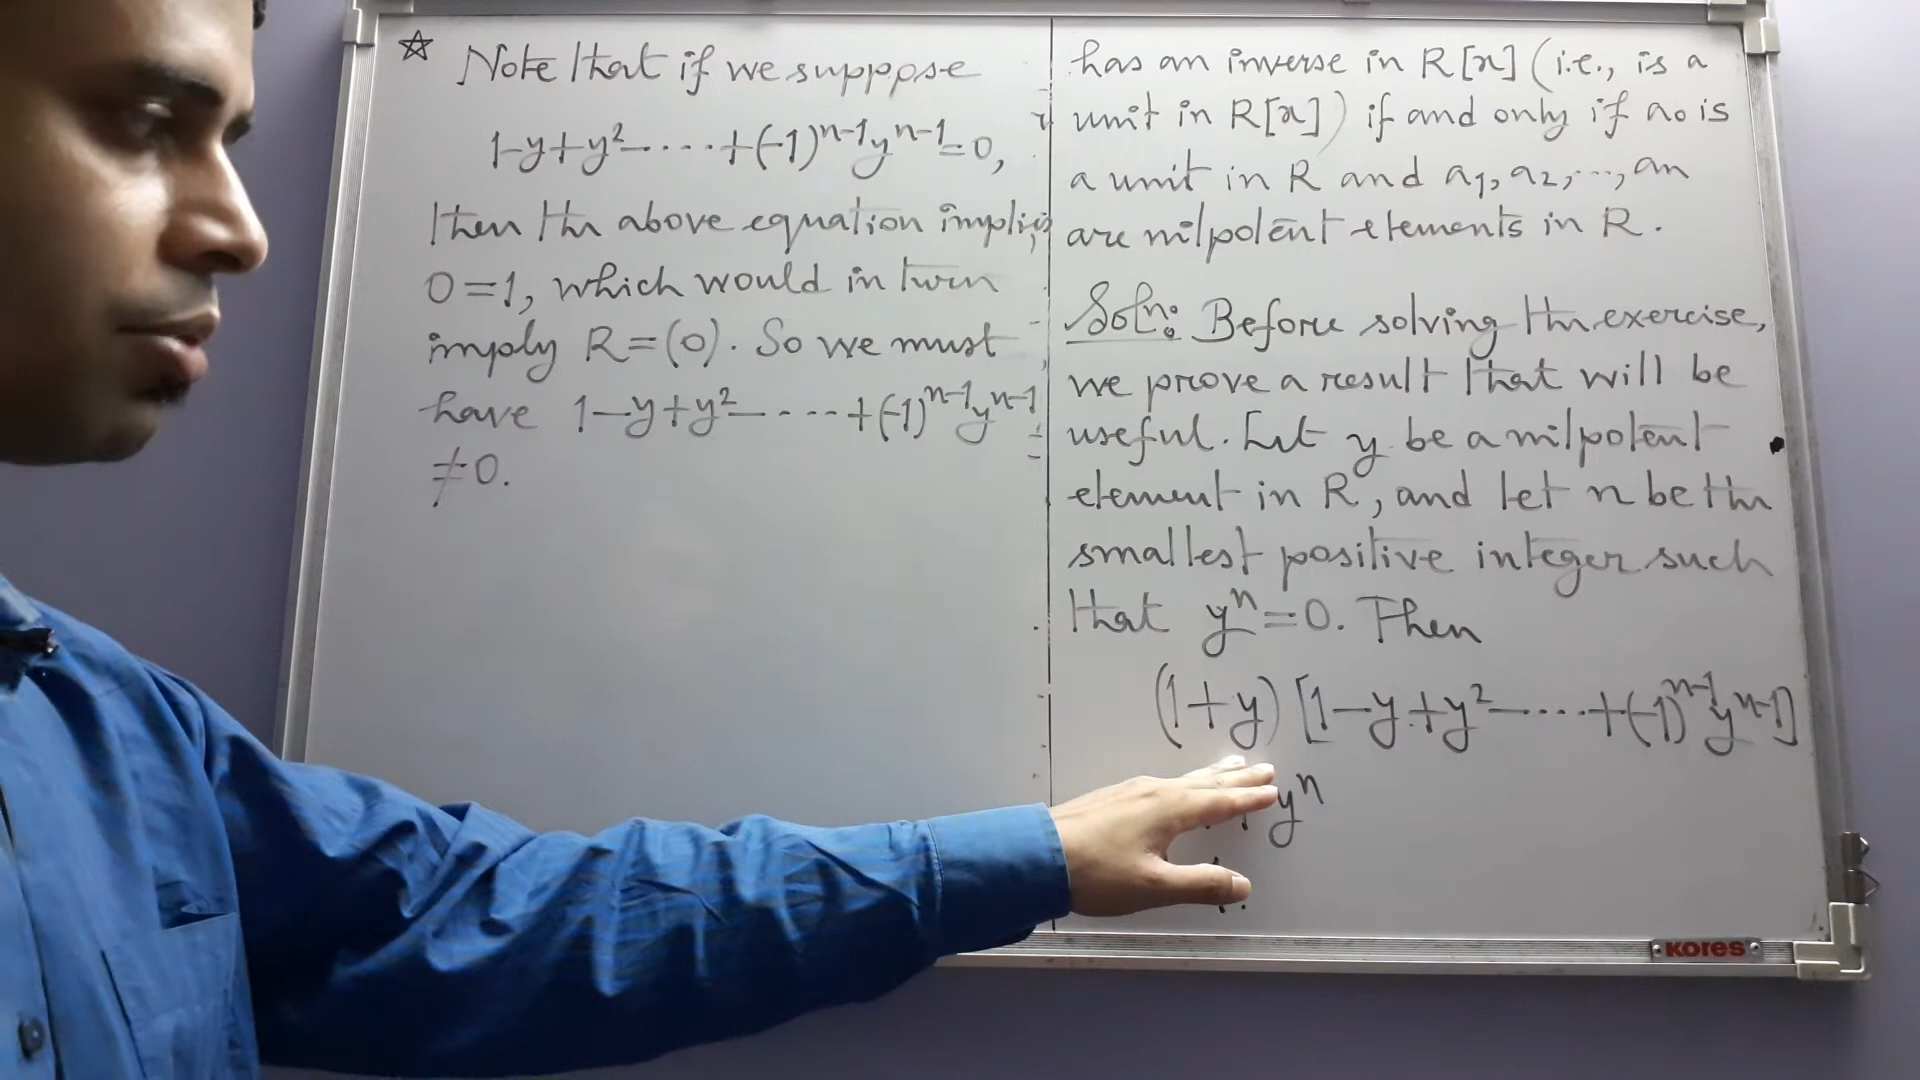 ☆ Note that if we suppose
1-y+y²-....+(-1)ⁿ⁻¹yⁿ⁻¹=0,
then the above equation implies
0=1, which would in turn
imply R=(0). So we must
have 1-y+y²-....+(-1)ⁿ⁻¹yⁿ⁻¹
≠0.
has an inverse in R[x] (i.e., is a
unit in R[x]) if and only if a₀ is
a unit in R and a₁, a₂, ..., aₙ
are nilpotent elements in R.
Soln: Before solving the exercise,
we prove a result that will be
useful. Let y be a nilpotent
element in R, and let n be the
smallest positive integer such
that yⁿ=0. Then
(1+y) [1-y+y²-....+(-1)ⁿ⁻¹yⁿ⁻¹]
yⁿ
Kores